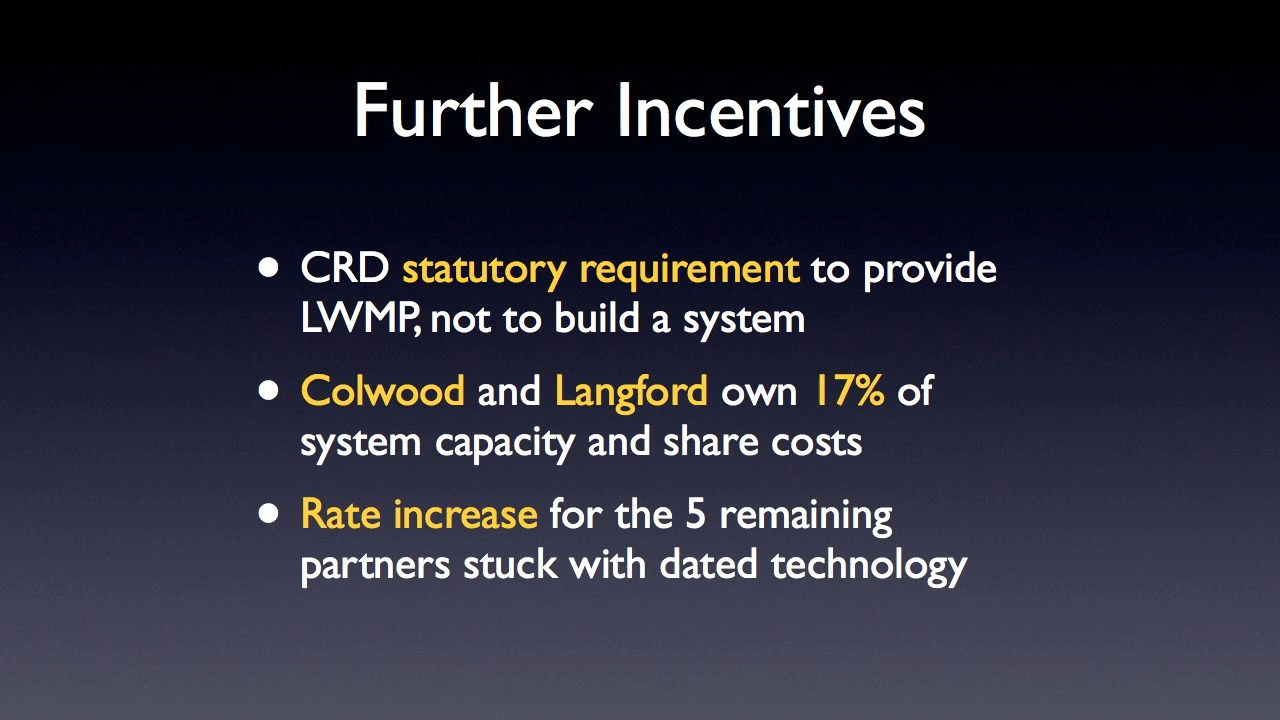 Further Incentives
• CRD statutory requirement to provide
LWMP, not to build a system
• Colwood and Langford own 17% of
system capacity and share costs
• Rate increase for the 5 remaining
partners stuck with dated technology